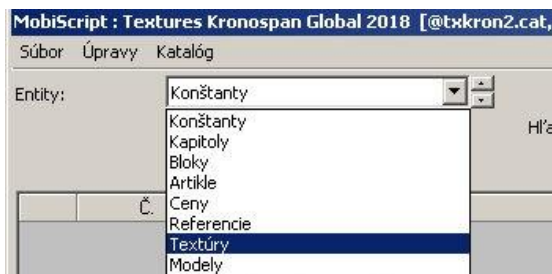 MobiScript : Textures Kronospan Global 2018 [@txkron2.cat,
Súbor Úpravy Katalóg
Entity: Konštanty
Konštanty
Kapitoly
Bloky
Artikle
Č. Ceny
Referencie
Textúry
Modely